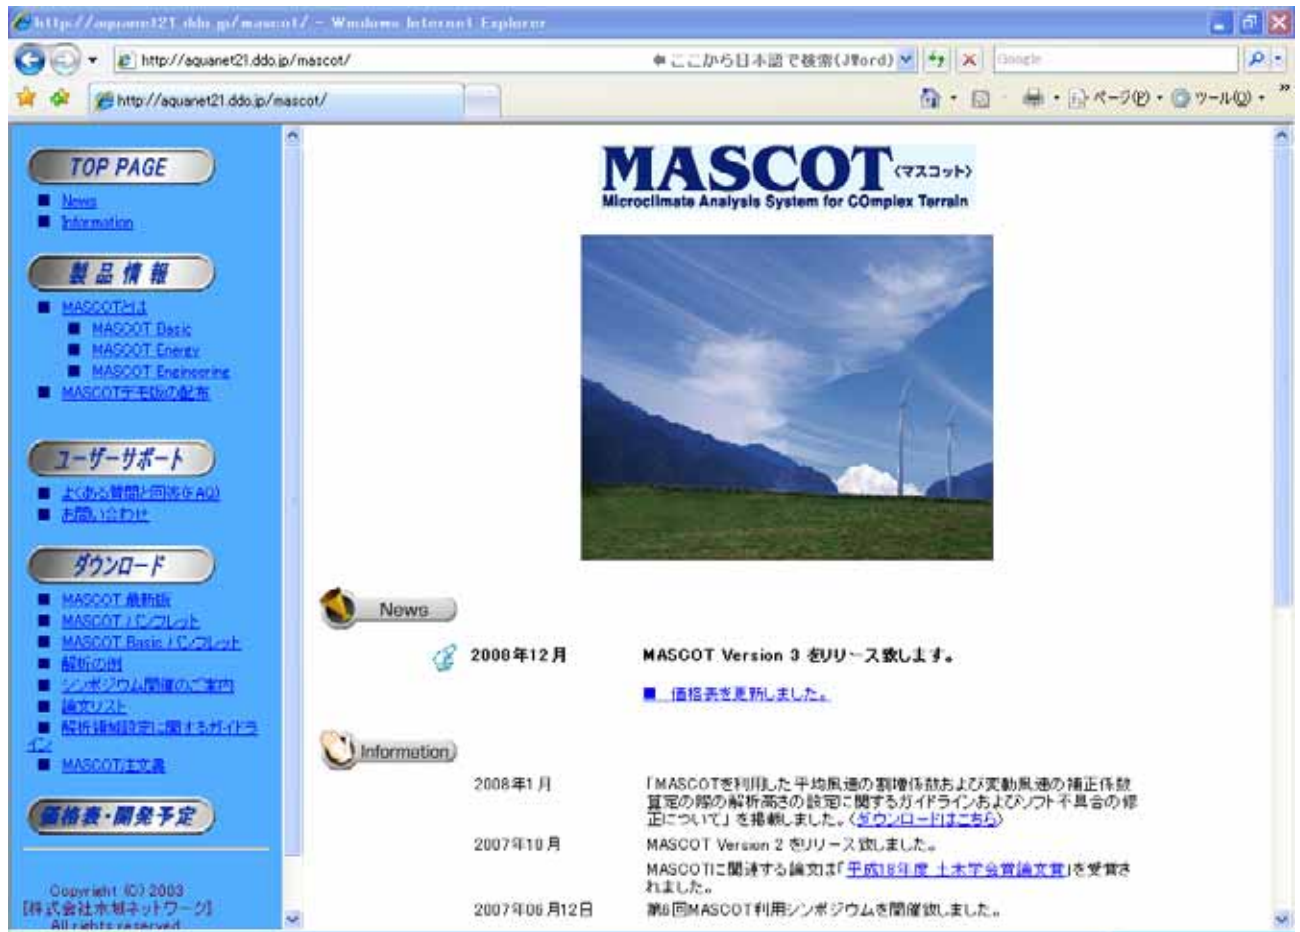 http://aquanet21.ddo.jp/mascot/ - Windows Internet Explorer
http://aquanet21.ddo.jp/mascot/
ここから日本語で検索(JWord)
Google
http://aquanet21.ddo.jp/mascot/
ページ(P)
ツール(O)
TOP PAGE
News
Information
製品情報
MASCOTとは
MASCOT Basic
MASCOT Energy
MASCOT Engineering
MASCOTデモ版の配布
ユーザーサポート
よくある質問と回答(FAQ)
お問い合わせ
ダウンロード
MASCOT 最新版
MASCOT パンフレット
MASCOT Basic パンフレット
解析の例
シンポジウム開催のご案内
論文リスト
解析領域設定に関するガイドラ
イン
MASCOT注文書
価格表・開発予定
Copyright (C) 2003
[株式会社水域ネットワーク]
All rights reserved
MASCOT〈マスコット〉
Microclimate Analysis System for COmplex Terrain
News
2008年12月 MASCOT Version 3 をリリース致します。
価格表を更新しました。
Information
2008年1月 「MASCOTを利用した平均風速の割増係数および変動風速の補正係数
算定の際の解析高さの設定に関するガイドラインおよびソフト不具合の修
正について」を掲載しました。(ダウンロードはこちら)
2007年10月 MASCOT Version 2 をリリース致しました。
MASCOTに関連する論文は「平成18年度 土木学会賞論文賞」を受賞さ
れました。
2007年06月12日 第6回MASCOT利用シンポジウムを開催致しました。